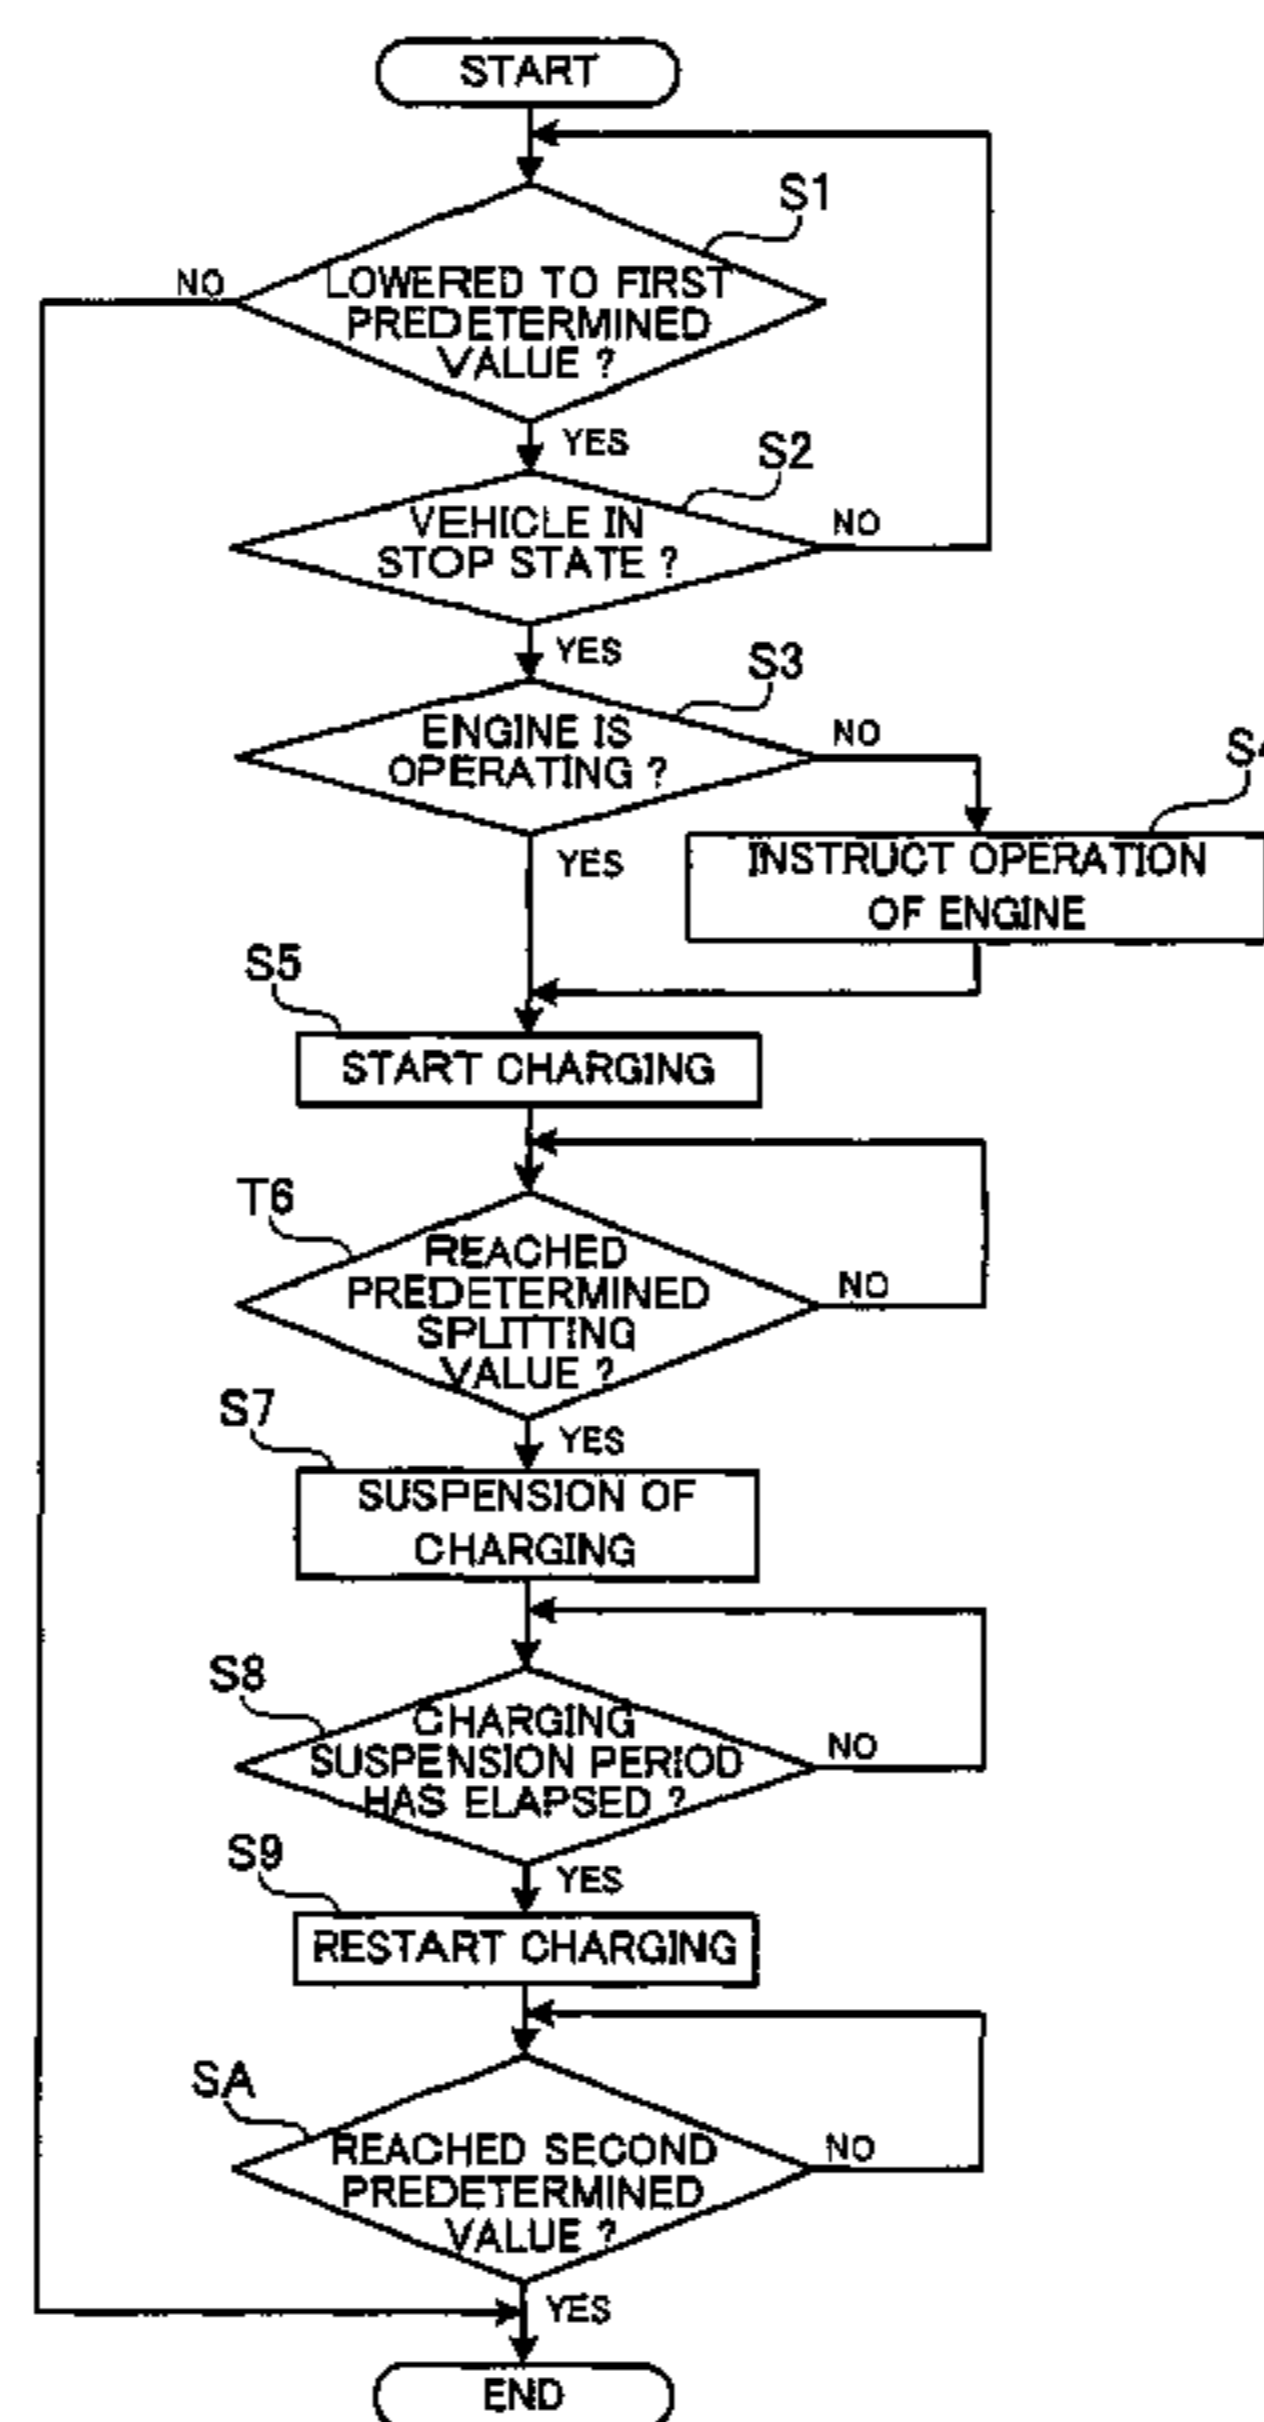 START
S1
NO
LOWERED TO FIRST
PREDETERMINED
VALUE ?
YES
S2
VEHICLE IN
STOP STATE ?
NO
YES
S3
ENGINE IS
OPERATING ?
NO
S4
YES
INSTRUCT OPERATION
OF ENGINE
S5
START CHARGING
T6
REACHED
PREDETERMINED
SPLITTING
VALUE ?
NO
S7
YES
SUSPENSION OF
CHARGING
S8
CHARGING
SUSPENSION PERIOD
HAS ELAPSED ?
NO
S9
YES
RESTART CHARGING
SA
REACHED SECOND
PREDETERMINED
VALUE ?
NO
YES
END